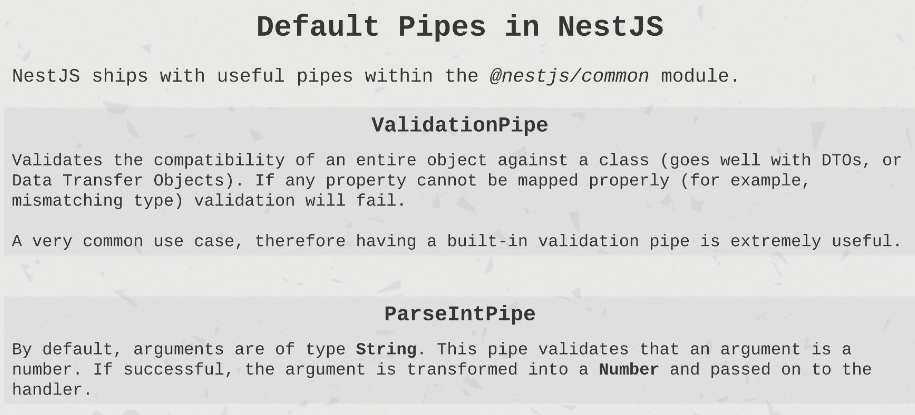 Default Pipes in NestJS
NestJS ships with useful pipes within the @nestjs/common module.
ValidationPipe
Validates the compatibility of an entire object against a class (goes well with DTOs, or
Data Transfer Objects). If any property cannot be mapped properly (for example,
mismatching type) validation will fail.
A very common use case, therefore having a built-in validation pipe is extremely useful.
ParseIntPipe
By default, arguments are of type String. This pipe validates that an argument is a
number. If successful, the argument is transformed into a Number and passed on to the
handler.